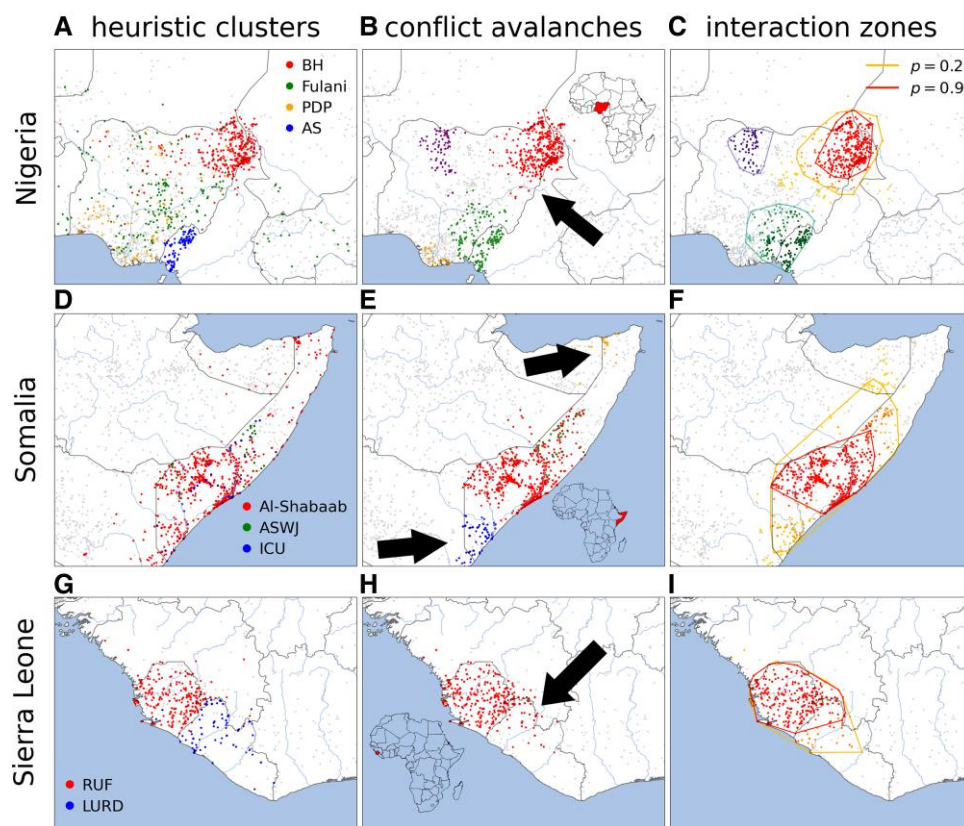 A heuristic clusters
B conflict avalanches
C interaction zones
Nigeria
BH
Fulani
PDP
AS
p = 0.2
p = 0.9
D
E
F
Somalia
Al-Shabaab
ASWJ
ICU
G
H
I
Sierra Leone
RUF
LURD